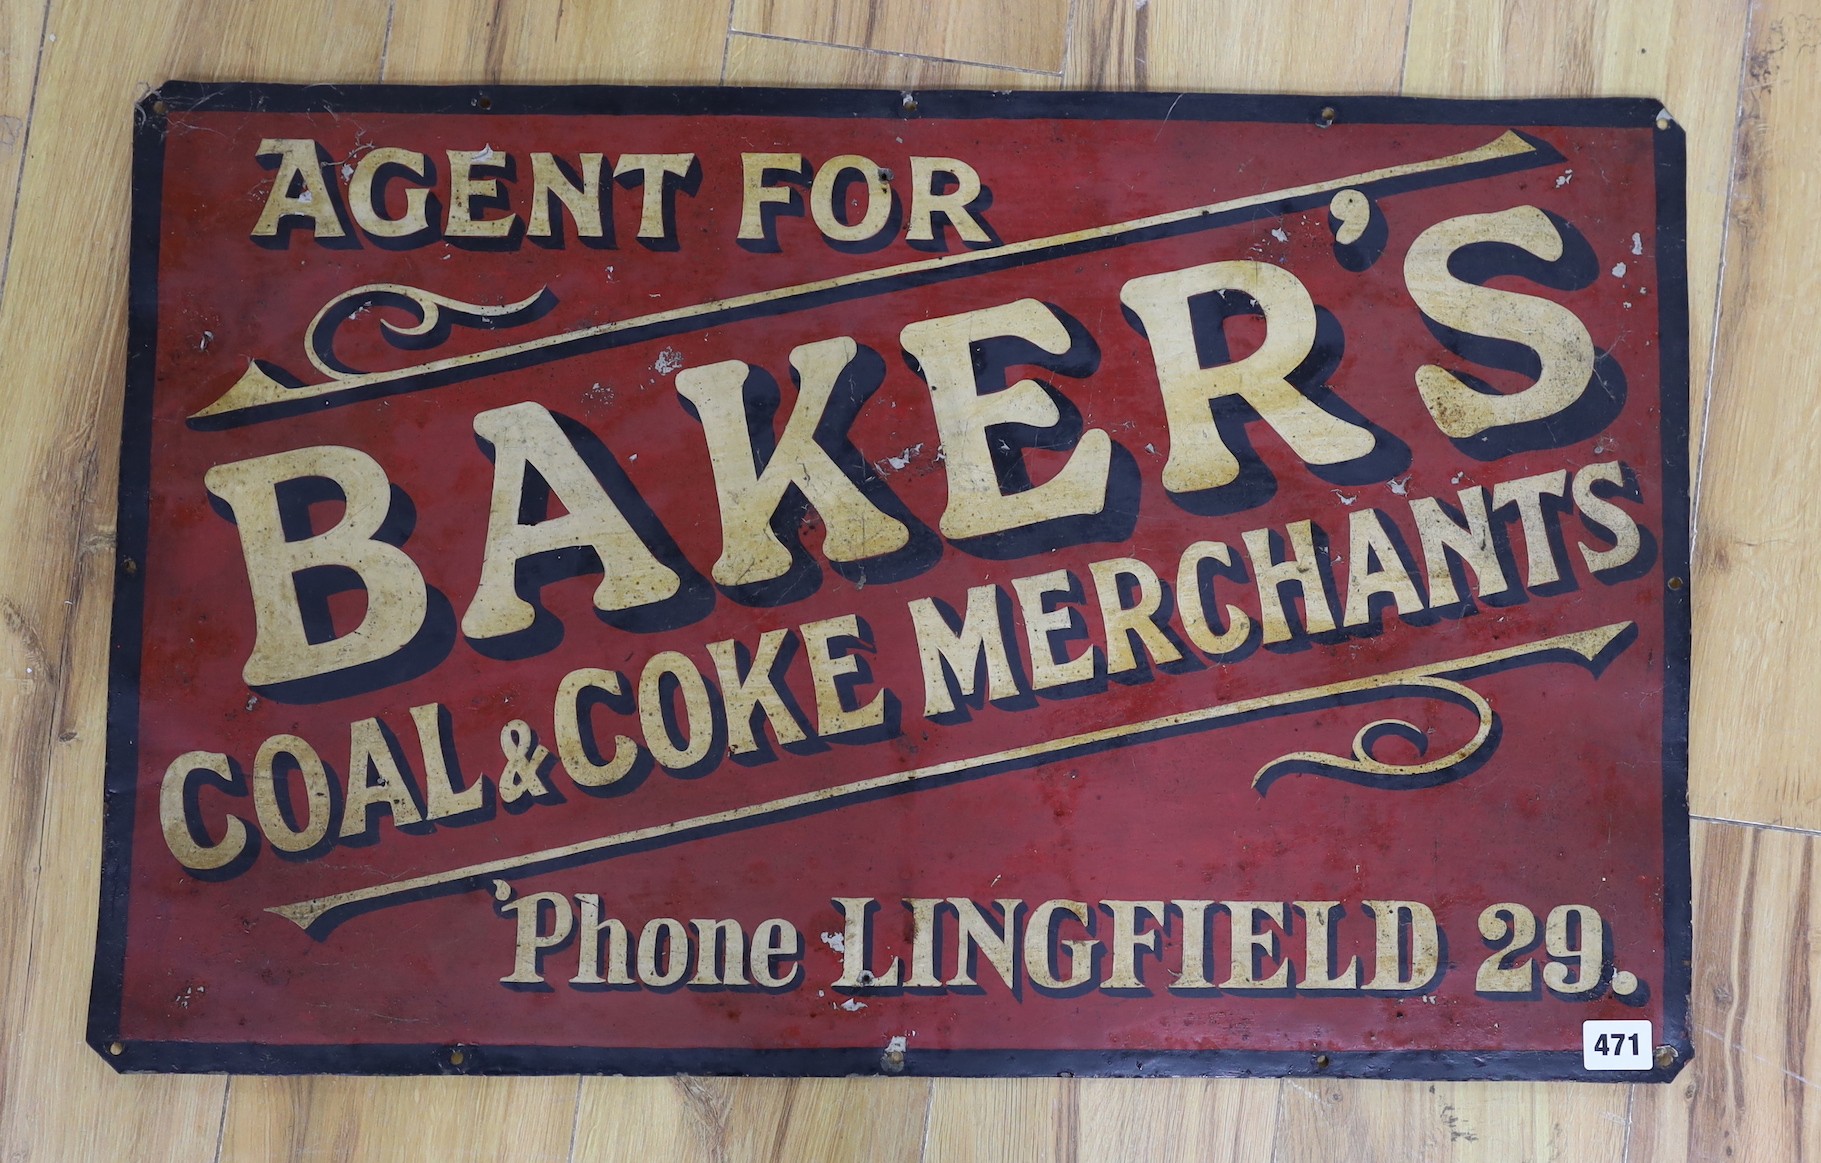 AGENT FOR
BAKER'S
COAL & COKE MERCHANTS
'Phone LINGFIELD 29.
471